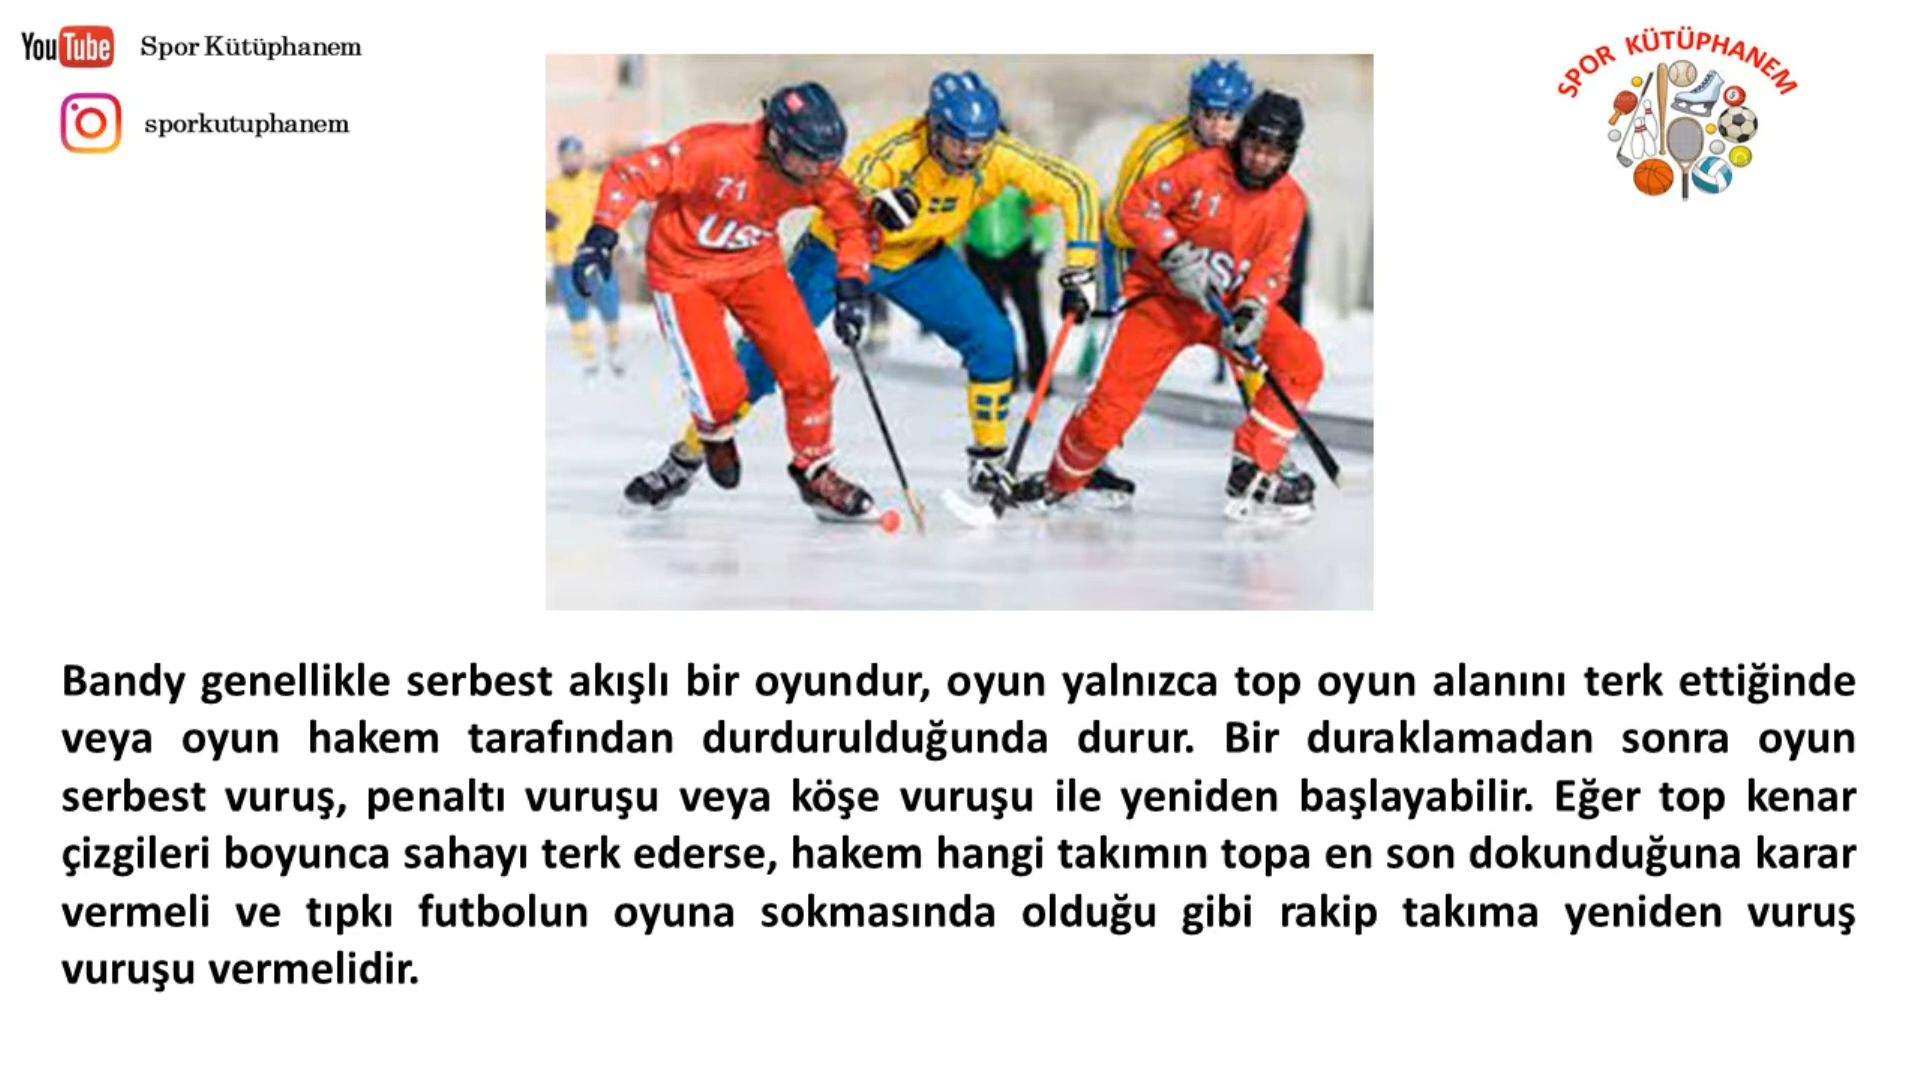 YouTube Spor Kütüphanem
sporkutuphanem
SPOR KÜTÜPHANEM
71
US
11
Bandy genellikle serbest akışlı bir oyundur, oyun yalnızca top oyun alanını terk ettiğinde
veya oyun hakem tarafından durdurulduğunda durur. Bir duraklamadan sonra oyun
serbest vuruş, penaltı vuruşu veya köşe vuruşu ile yeniden başlayabilir. Eğer top kenar
çizgileri boyunca sahayı terk ederse, hakem hangi takımın topa en son dokunduğuna karar
vermeli ve tıpkı futbolun oyuna sokmasında olduğu gibi rakip takıma yeniden vuruş
vuruşu vermelidir.